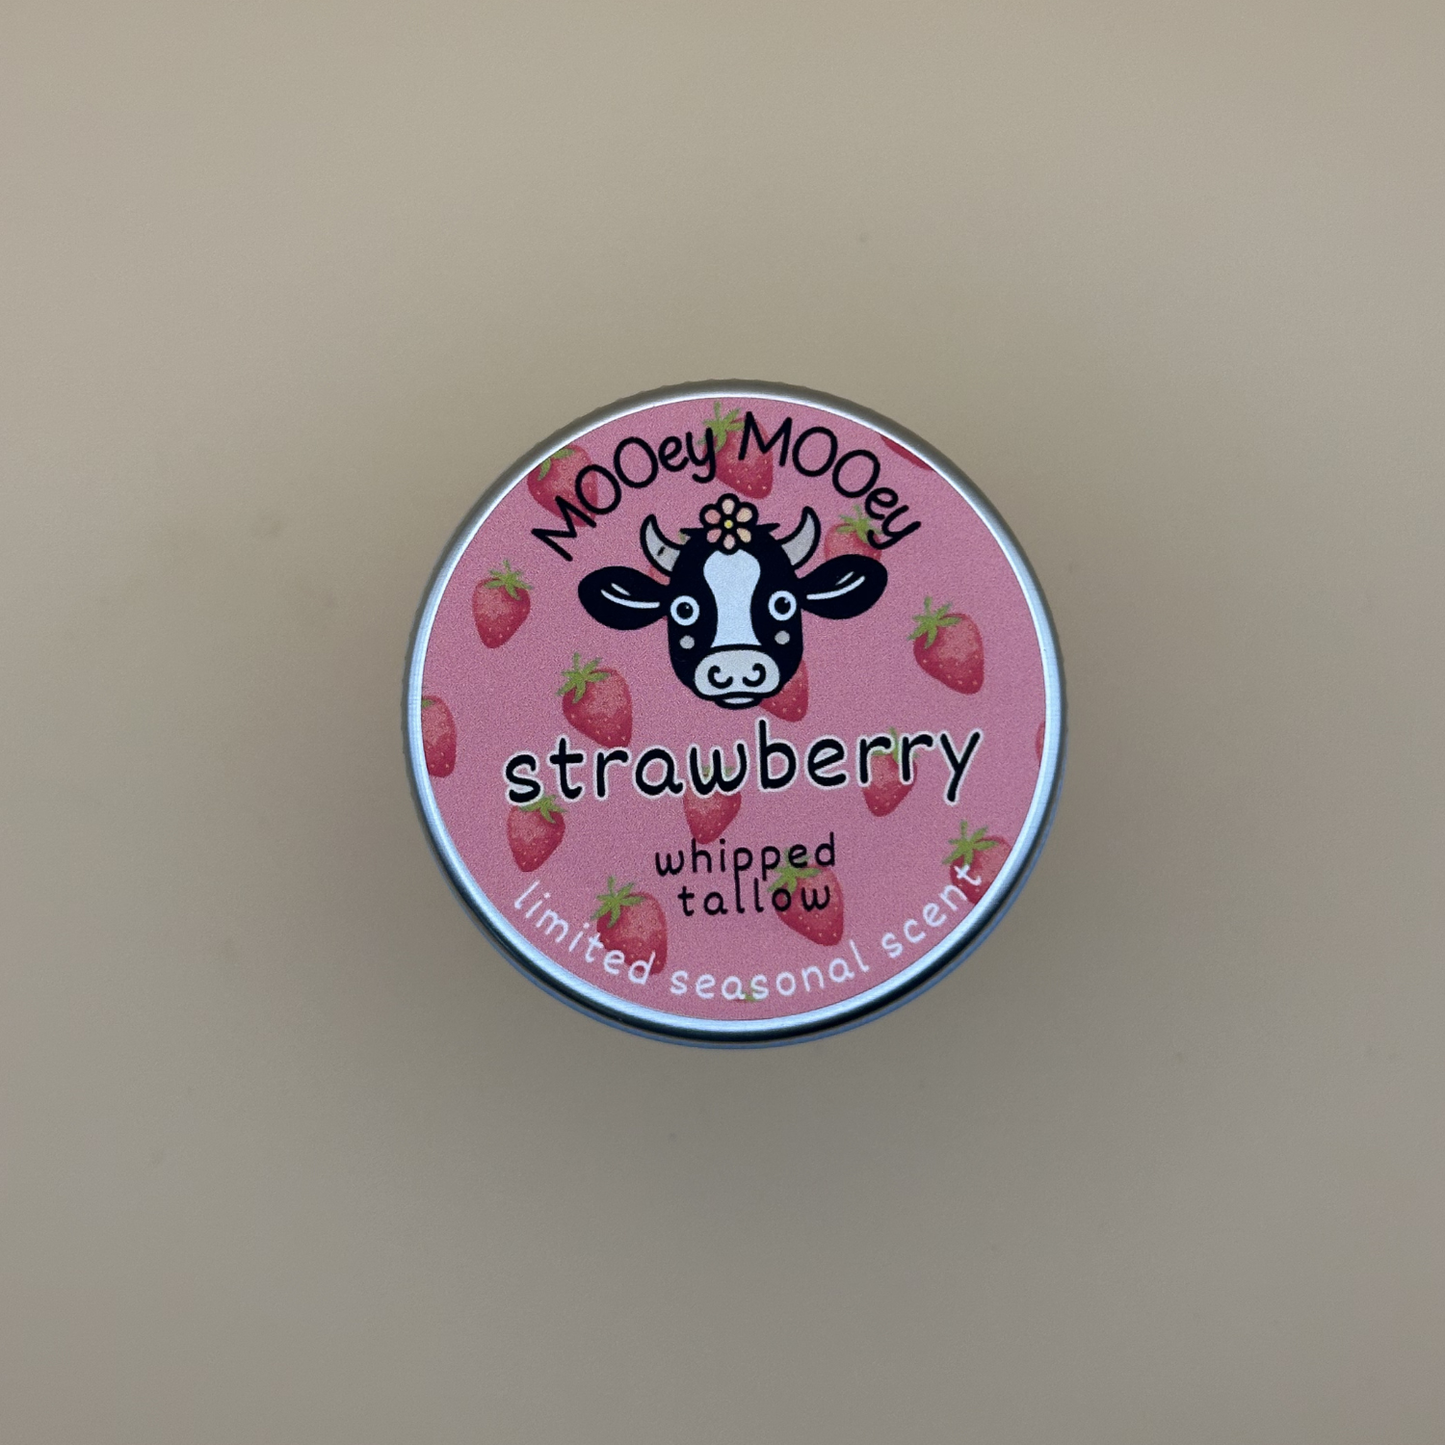 MOOey MOOey
strawberry
whipped
tallow
limited seasonal scent